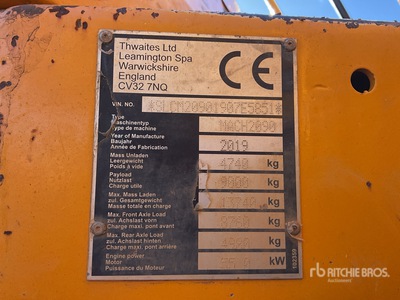 Thwaites Ltd
Leamington Spa
Warwickshire
England
CV32 7NQ
CE
VIN. NO. *SLCM2090T907E5851*
Type
Maschinentyp
Type de machine
MACH2090
Year of Manufacture
Baujahr
Année de Fabrication
2019
Mass Unladen
Leergewicht
Poids à vide
4740 kg
Payload
Nutzlast
Charge utile
9000 kg
Max. Mass Laden
zul. Gesamtgewicht
Masse totale en charge
13740 kg
Max. Front Axle Load
zul. Achslast vorn
Charge maxi. pont avant
kg
Max. Rear Axle Load
zul. Achslast hinten
Charge maxi. pont arrière
kg
Engine power
Motor
Puissance du Moteur
kW
rb RITCHIE BROS.
Auctioneers